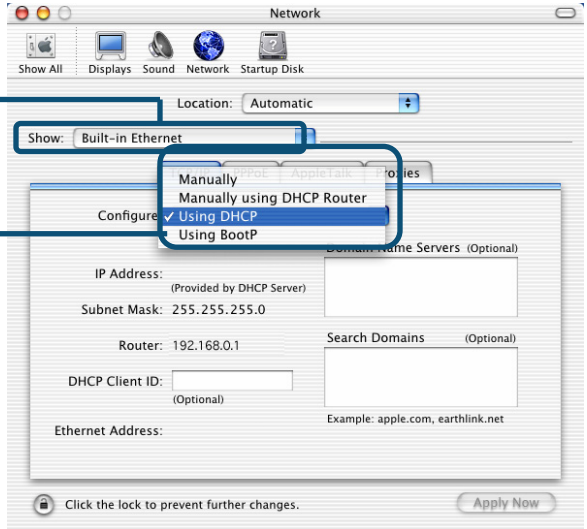 Network
Show All Displays Sound Network Startup Disk
Location: Automatic
Show: Built-in Ethernet
PPPoE AppleTalk Proxies
Manually
Manually using DHCP Router
Configure ✓ Using DHCP
Using BootP
Domain Name Servers (Optional)
IP Address:
(Provided by DHCP Server)
Subnet Mask: 255.255.255.0
Router: 192.168.0.1
Search Domains (Optional)
DHCP Client ID:
(Optional)
Example: apple.com, earthlink.net
Ethernet Address:
Click the lock to prevent further changes.
Apply Now